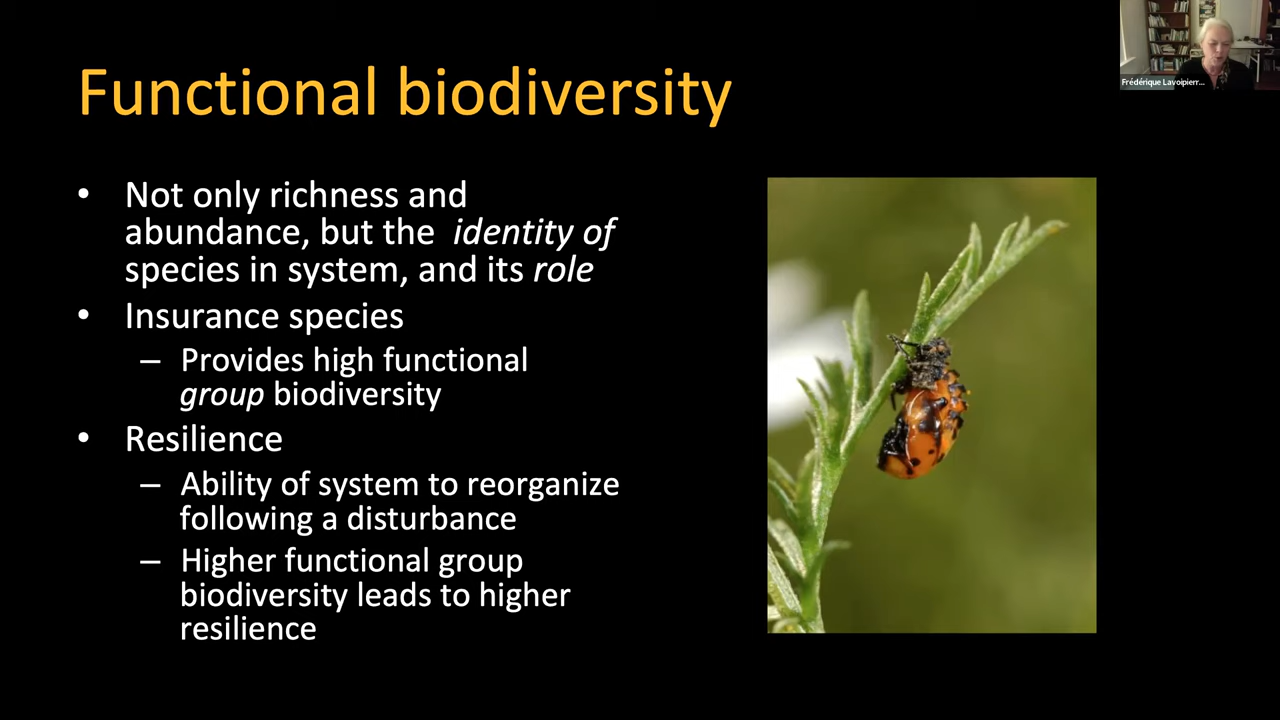 Functional biodiversity
Frédérique Lavoipierr...
• Not only richness and
abundance, but the identity of
species in system, and its role
• Insurance species
– Provides high functional
group biodiversity
• Resilience
– Ability of system to reorganize
following a disturbance
– Higher functional group
biodiversity leads to higher
resilience